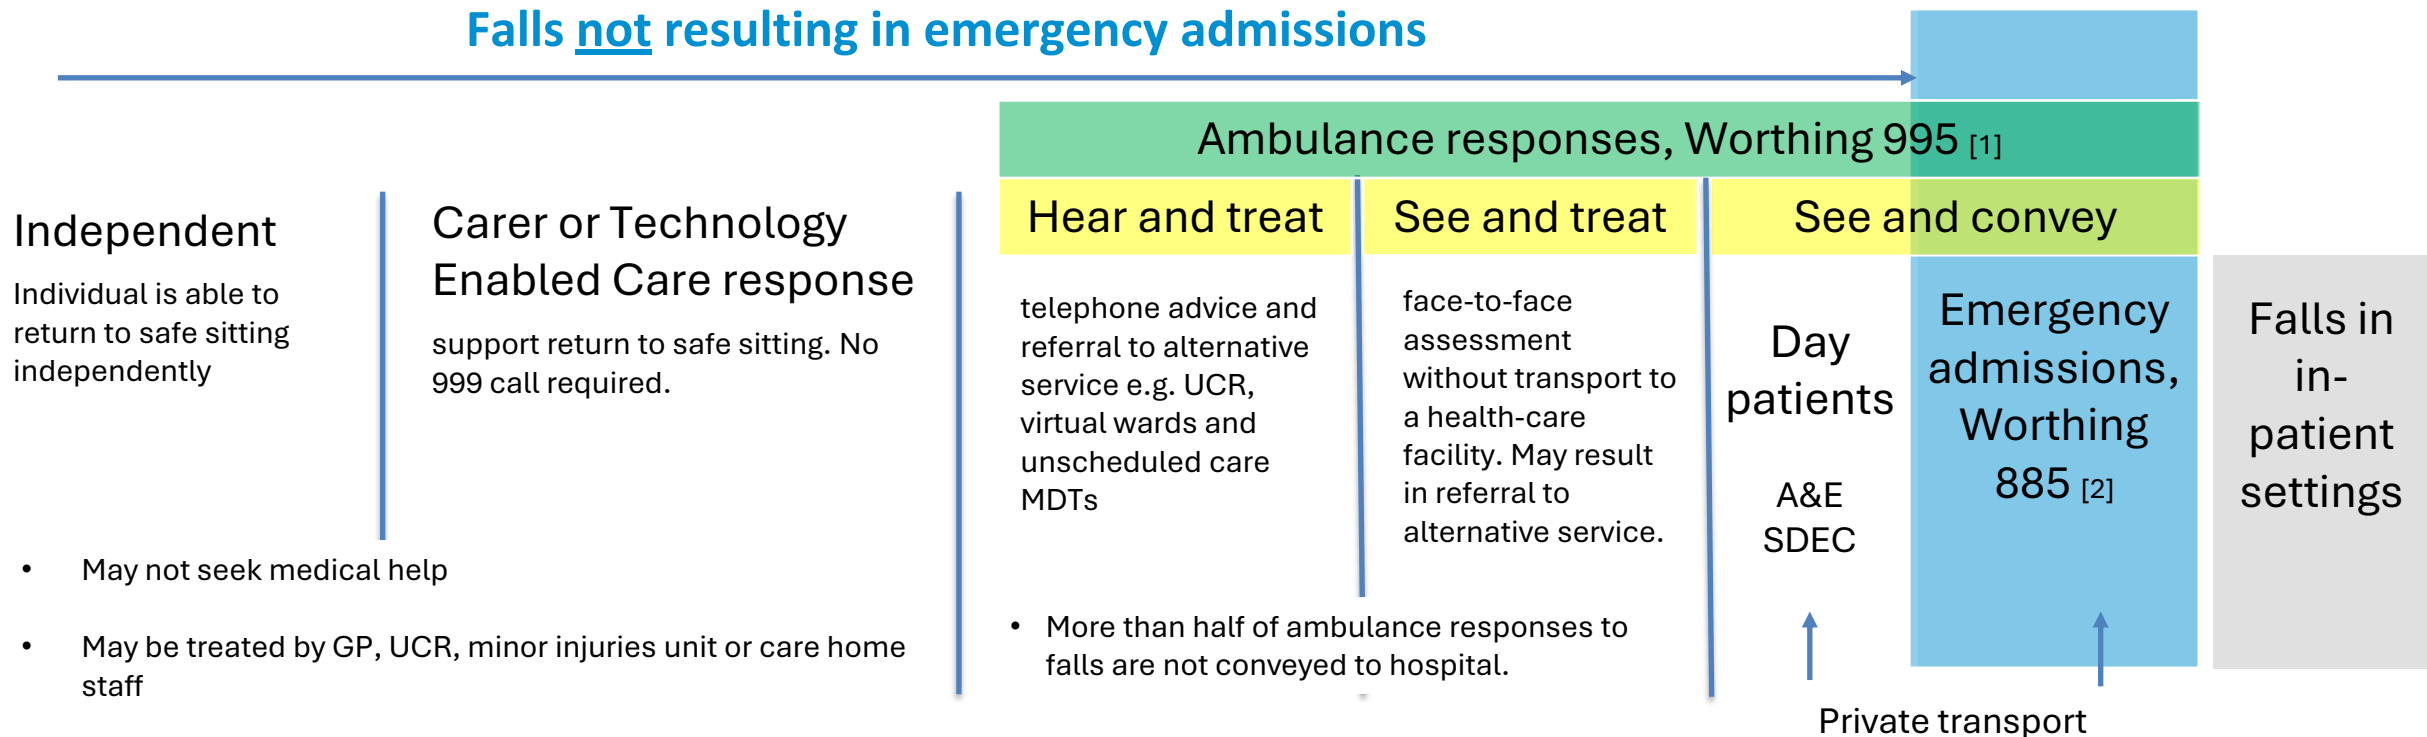 Falls not resulting in emergency admissions
Ambulance responses, Worthing 995 [1]
Hear and treat
See and treat
See and convey
Independent
Individual is able to
return to safe sitting
independently
Carer or Technology
Enabled Care response
support return to safe sitting. No
999 call required.
• May not seek medical help
• May be treated by GP, UCR, minor injuries unit or care home
staff
telephone advice and
referral to alternative
service e.g. UCR,
virtual wards and
unscheduled care
MDTs
face-to-face
assessment
without transport to
a health-care
facility. May result
in referral to
alternative service.
• More than half of ambulance responses to
falls are not conveyed to hospital.
Day
patients
A&E
SDEC
Emergency
admissions,
Worthing
885 [2]
Private transport
Falls in
in-
patient
settings